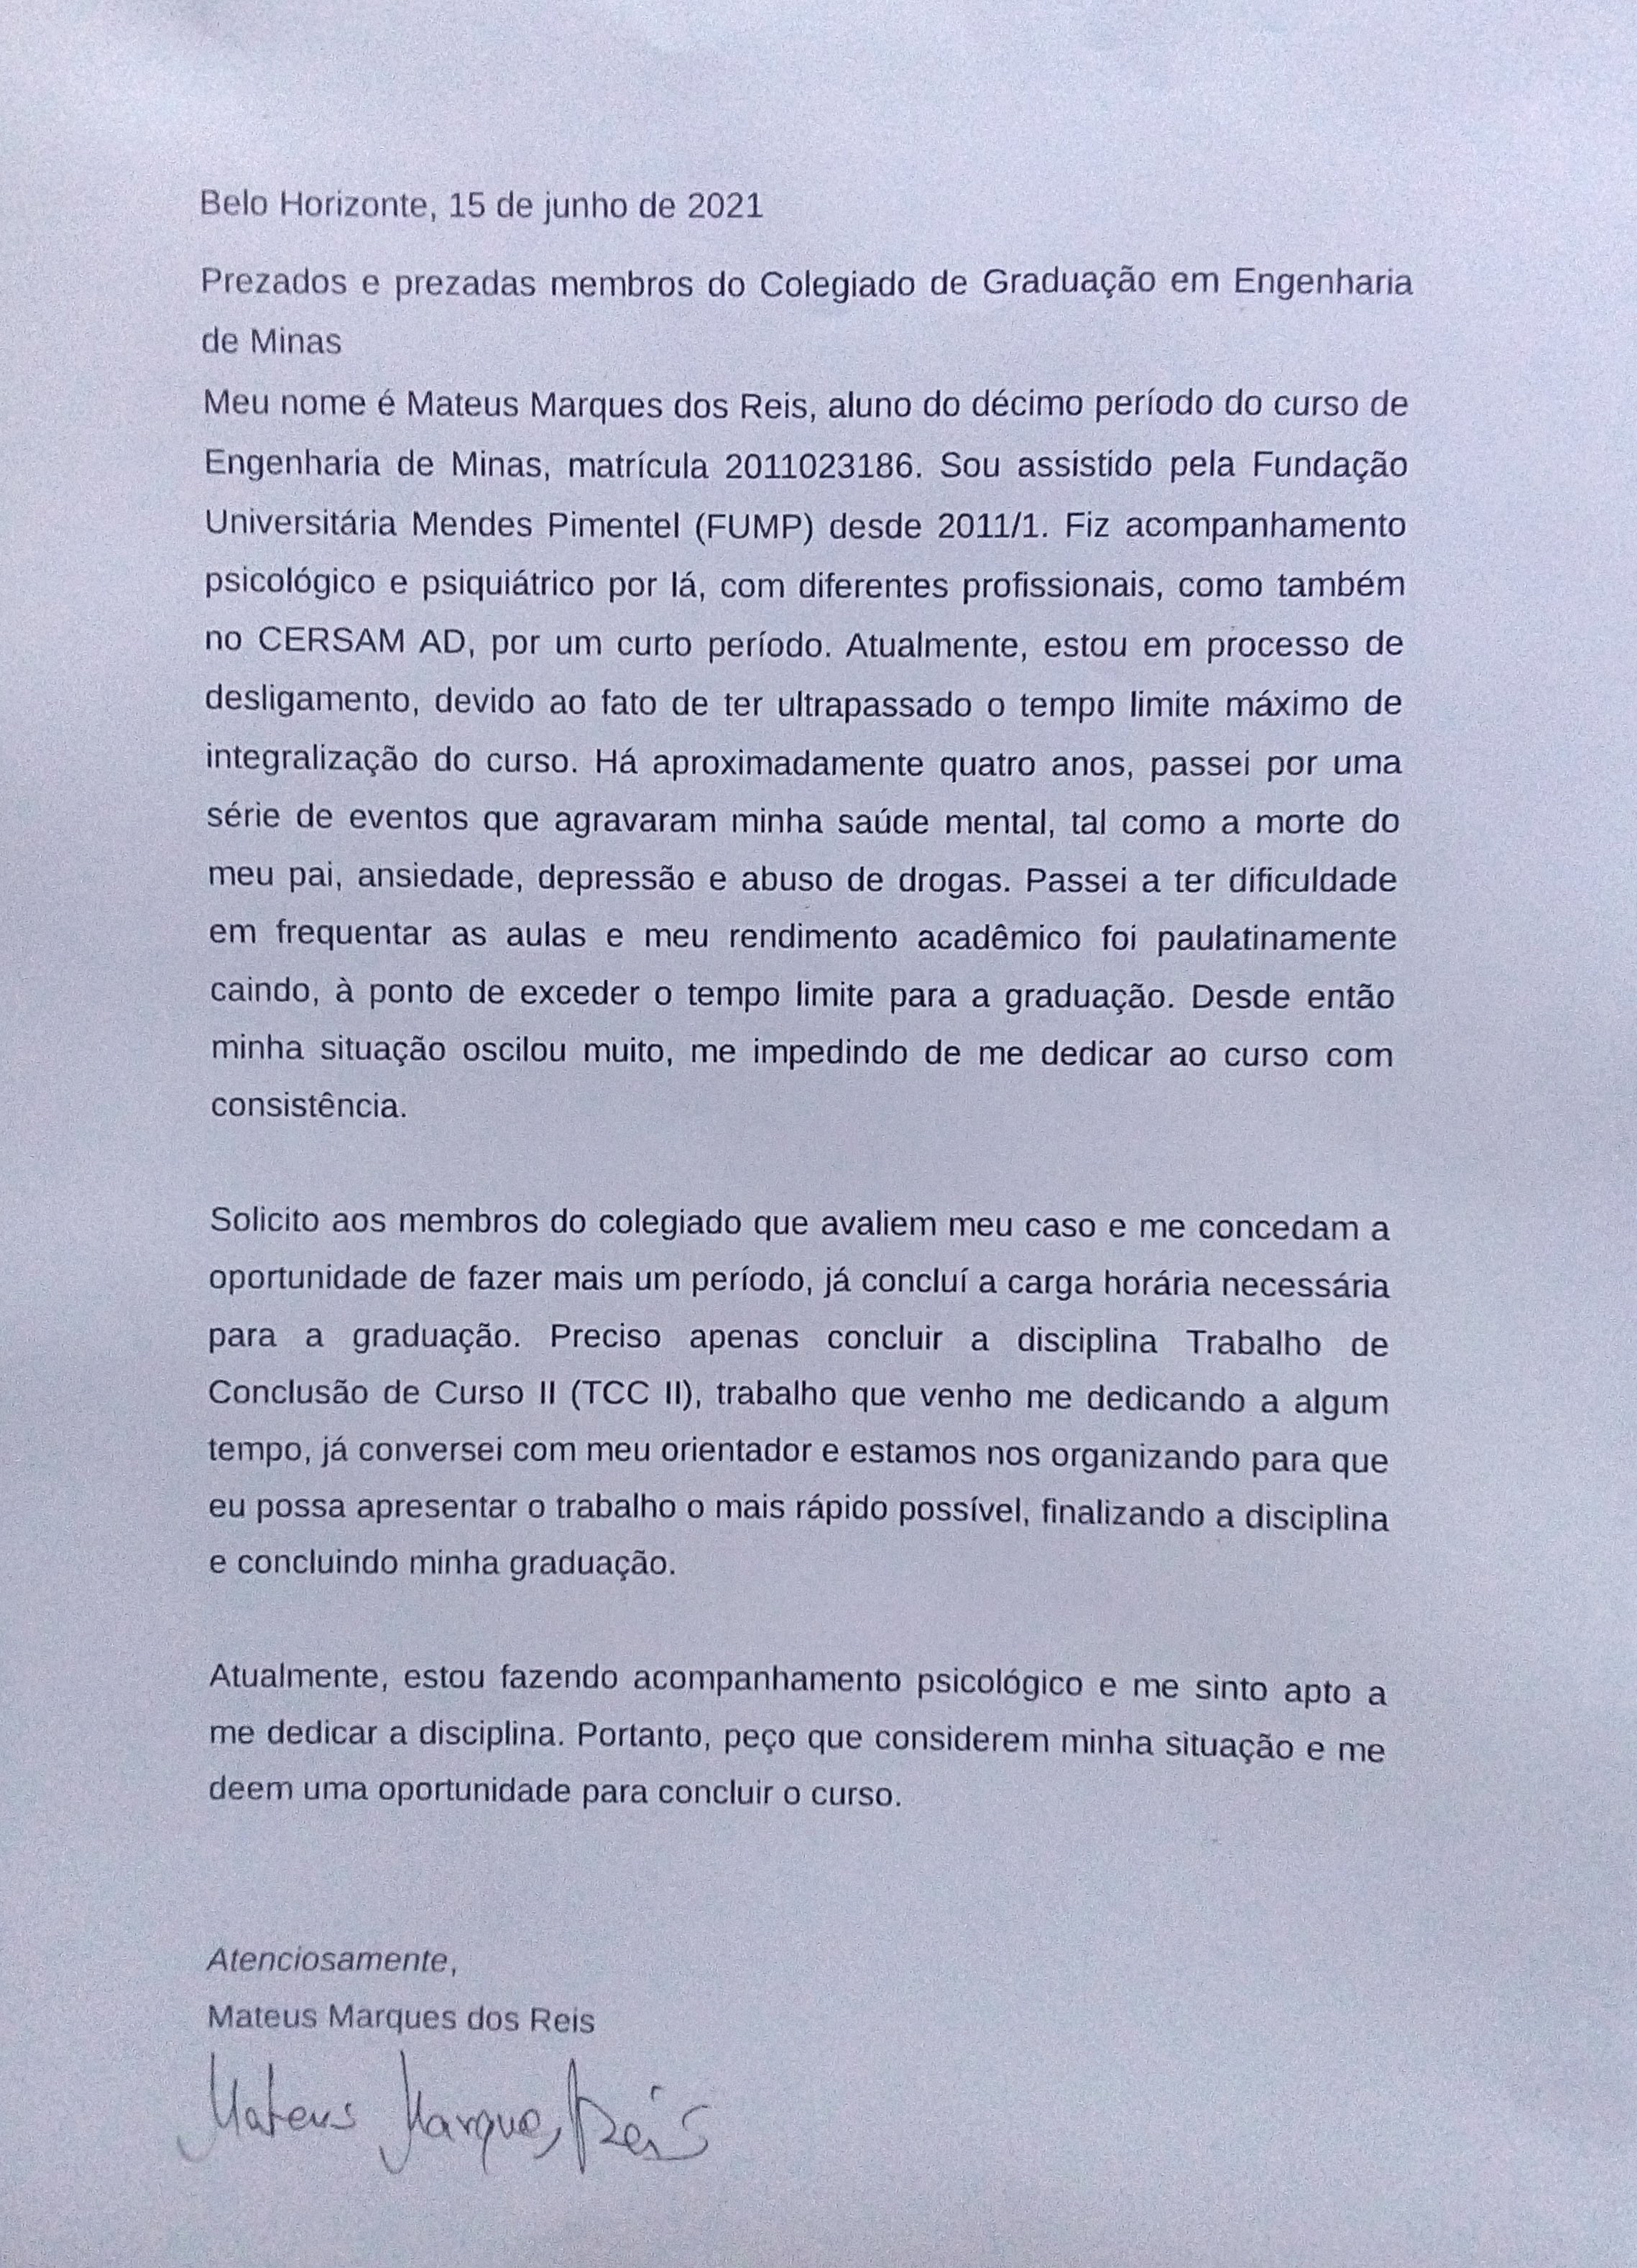 Belo Horizonte, 15 de junho de 2021
Prezados e prezadas membros do Colegiado de Graduação em Engenharia
de Minas
Meu nome é Mateus Marques dos Reis, aluno do décimo período do curso de
Engenharia de Minas, matrícula 2011023186. Sou assistido pela Fundação
Universitária Mendes Pimentel (FUMP) desde 2011/1. Fiz acompanhamento
psicológico e psiquiátrico por lá, com diferentes profissionais, como também
no CERSAM AD, por um curto período. Atualmente, estou em processo de
desligamento, devido ao fato de ter ultrapassado o tempo limite máximo de
integralização do curso. Há aproximadamente quatro anos, passei por uma
série de eventos que agravaram minha saúde mental, tal como a morte do
meu pai, ansiedade, depressão e abuso de drogas. Passei a ter dificuldade
em frequentar as aulas e meu rendimento acadêmico foi paulatinamente
caindo, à ponto de exceder o tempo limite para a graduação. Desde então
minha situação oscilou muito, me impedindo de me dedicar ao curso com
consistência.
Solicito aos membros do colegiado que avaliem meu caso e me concedam a
oportunidade de fazer mais um período, já concluí a carga horária necessária
para a graduação. Preciso apenas concluir a disciplina Trabalho de
Conclusão de Curso II (TCC II), trabalho que venho me dedicando a algum
tempo, já conversei com meu orientador e estamos nos organizando para que
eu possa apresentar o trabalho o mais rápido possível, finalizando a disciplina
e concluindo minha graduação.
Atualmente, estou fazendo acompanhamento psicológico e me sinto apto a
me dedicar a disciplina. Portanto, peço que considerem minha situação e me
deem uma oportunidade para concluir o curso.
Atenciosamente,
Mateus Marques dos Reis
Mateus Marques Reis